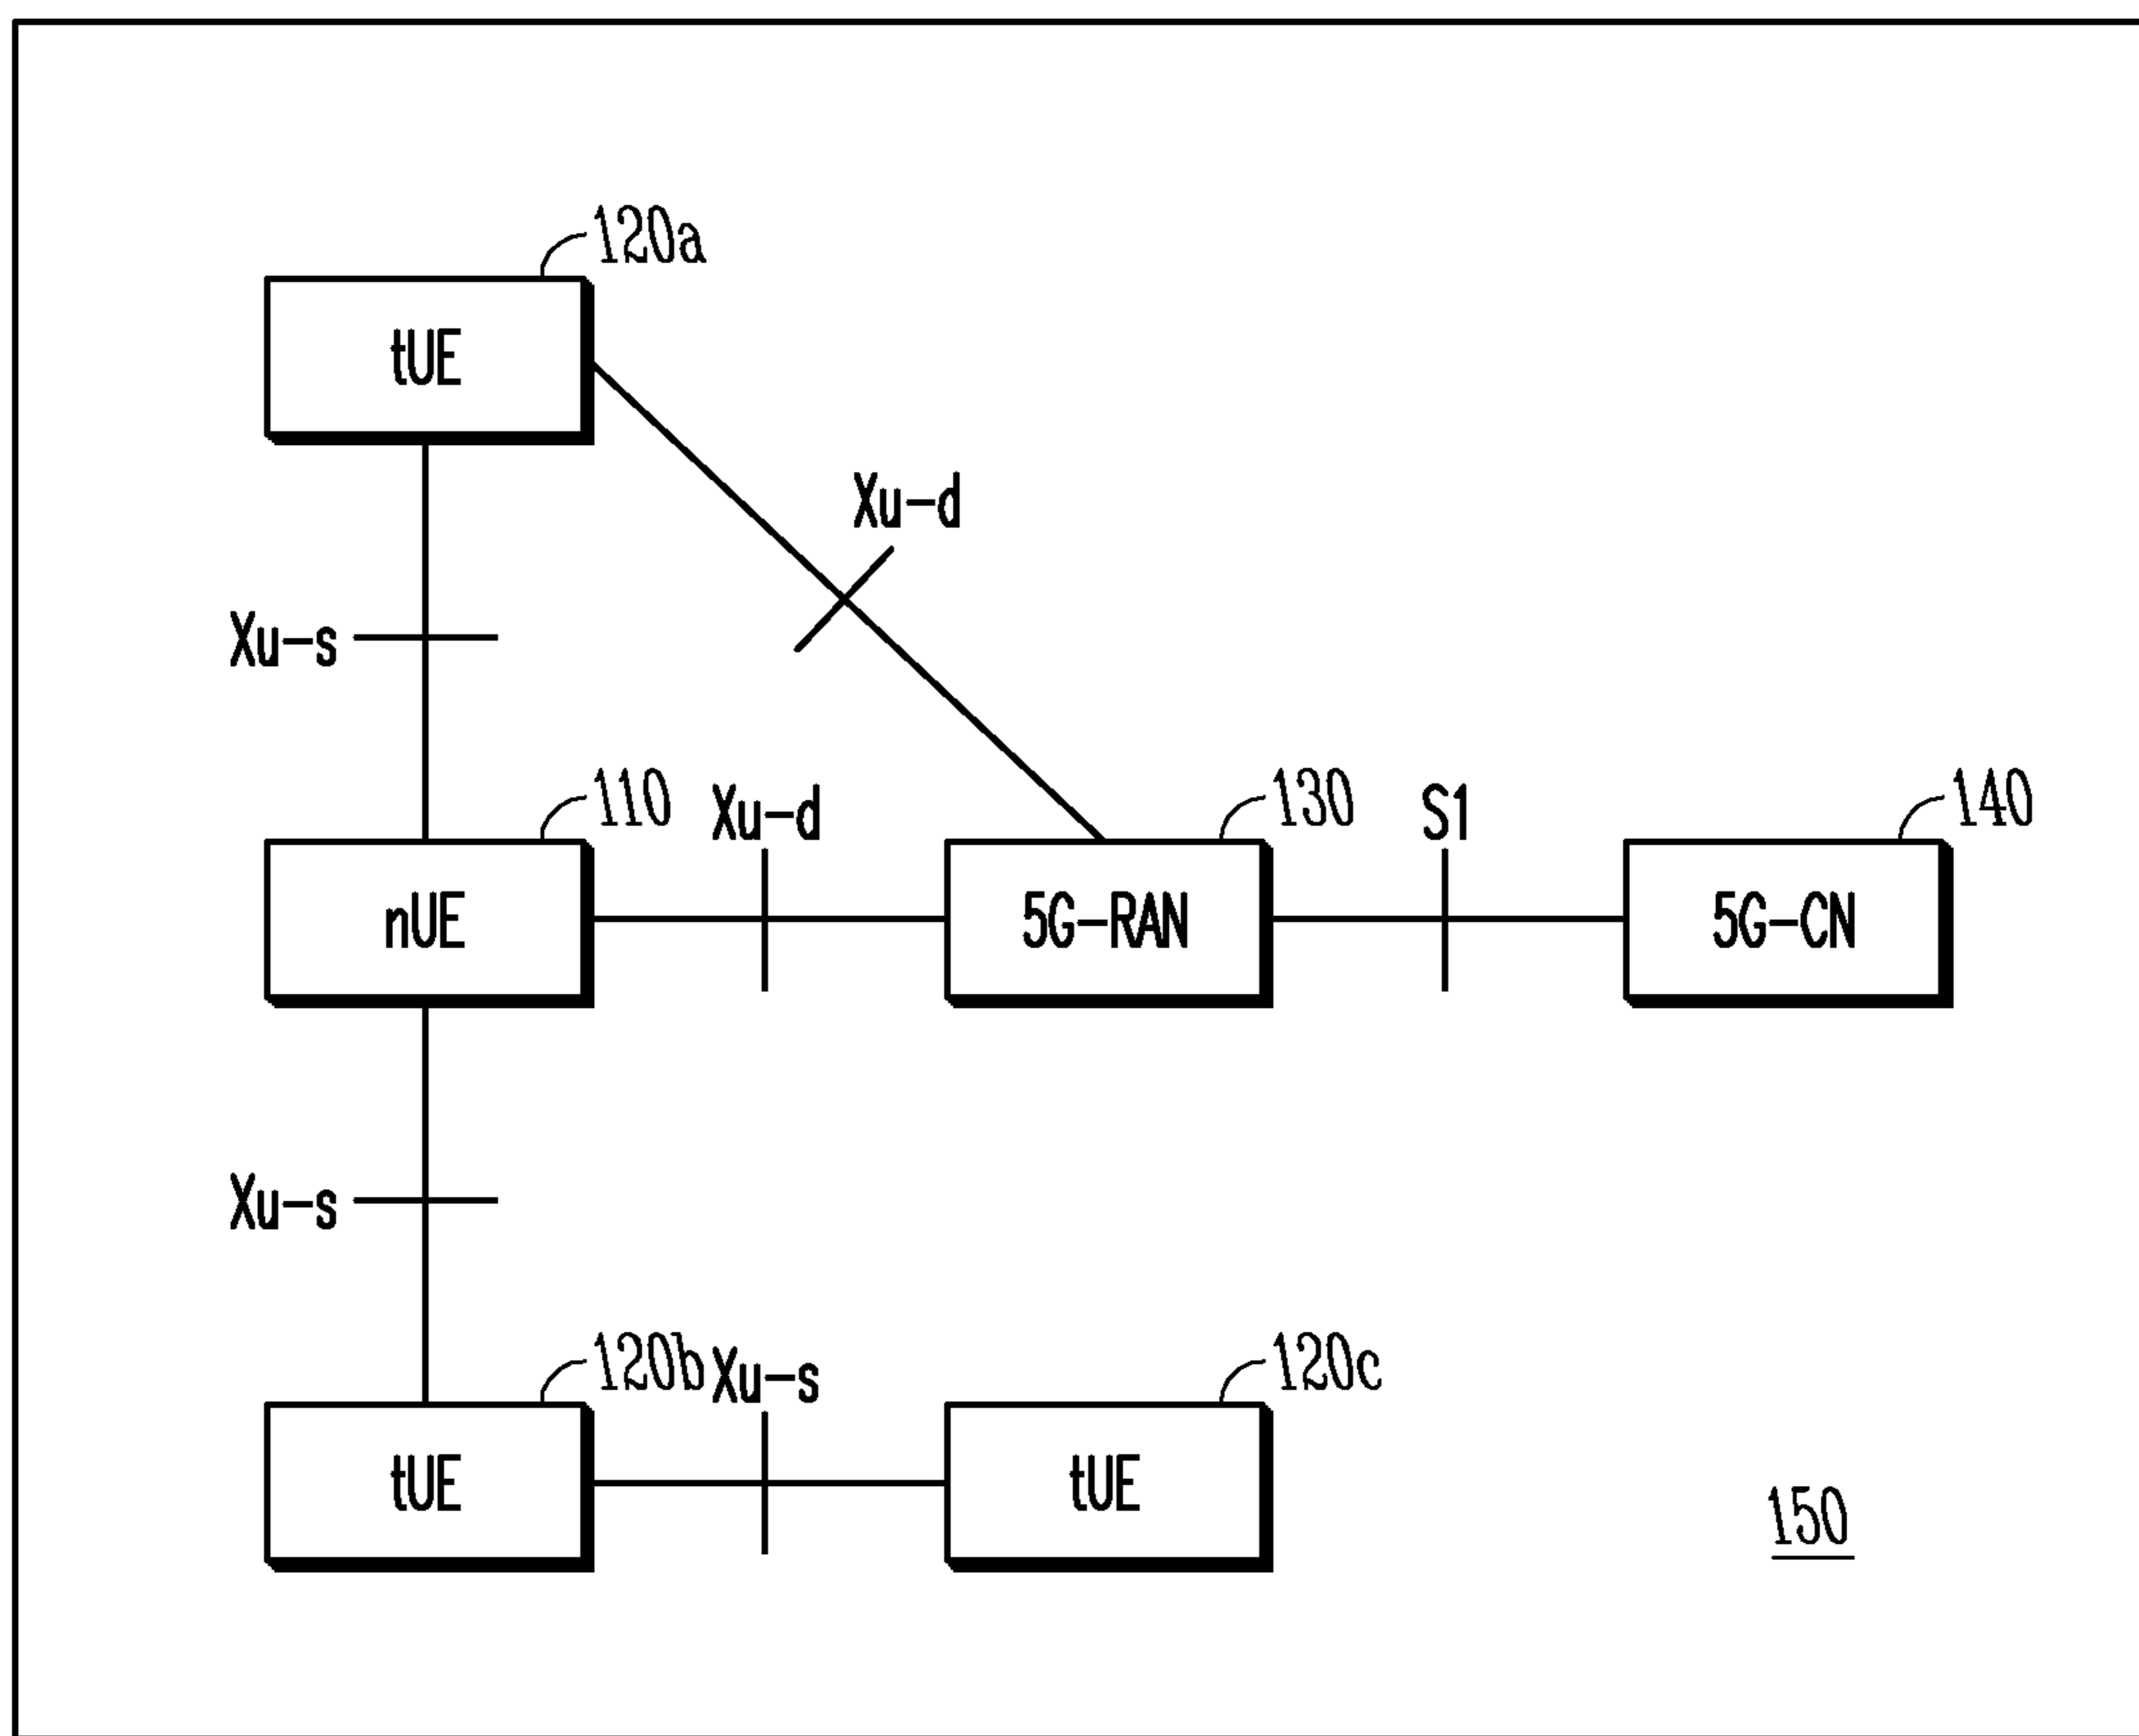 120a
tUE
Xu-d
Xu-s
110
Xu-d
130
S1
140
nUE
5G-RAN
5G-CN
Xu-s
120b
Xu-s
120c
tUE
tUE
150